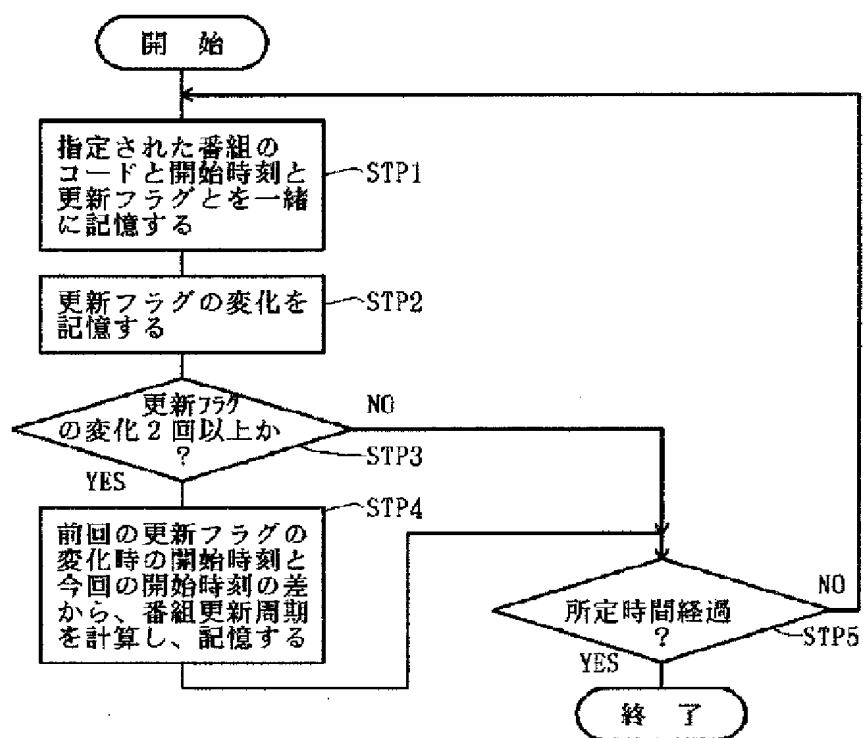 開 始
指定された番組の
コードと開始時刻と
更新フラグとを一緒
に記憶する
STP1
更新フラグの変化を
記憶する
STP2
更新フラグ
の変化2回以上か
?
NO
STP3
YES
STP4
前回の更新フラグの
変化時の開始時刻と
今回の開始時刻の差
から、番組更新周期
を計算し、記憶する
所定時間経過
?
NO
STP5
YES
終 了